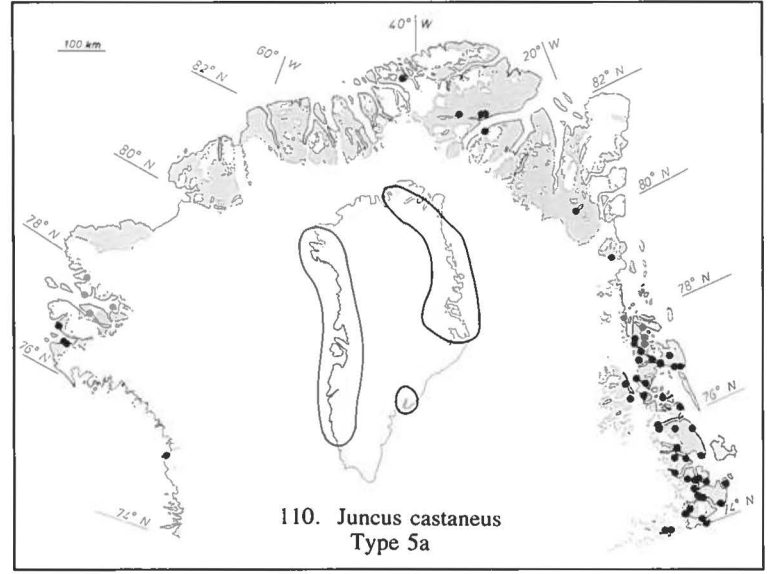 40° W
100 km
60° W
20° W
82° N
82° N
80° N
80° N
78° N
78° N
76° N
76° N
74° N
74° N
110. Juncus castaneus
Type 5a